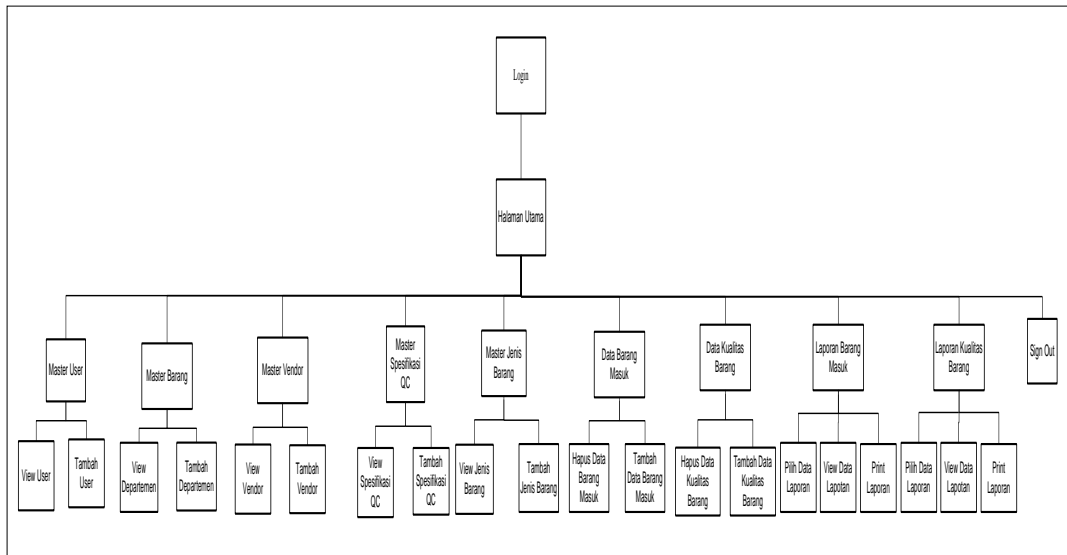 Login
Halaman Utama
Master User
Master Barang
Master Vendor
Master
Spesifikasi
QC
Master Jenis
Barang
Data Barang
Masuk
Data Kualitas
Barang
Laporan Barang
Masuk
Laporan Kualitas
Barang
Sign Out
View User
Tambah
User
View
Departemen
Tambah
Departemen
View
Vendor
Tambah
Vendor
View
Spesifikasi
QC
Tambah
Spesifikasi
QC
View Jenis
Barang
Tambah
Jenis Barang
Hapus Data
Barang
Masuk
Tambah
Data Barang
Masuk
Hapus Data
Kualitas
Barang
Tambah Data
Kualitas
Barang
Pilih Data
Laporan
View Data
Lapotan
Print
Laporan
Pilih Data
Laporan
View Data
Lapotan
Print
Laporan